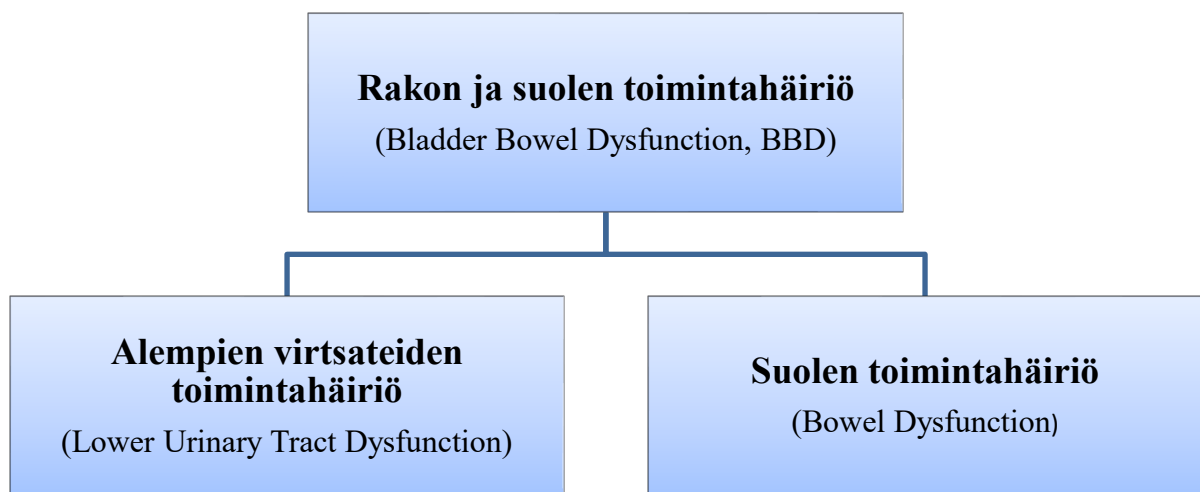 Rakon ja suolen toimintahäiriö
(Bladder Bowel Dysfunction, BBD)
Alempien virtsateiden
toimintahäiriö
(Lower Urinary Tract Dysfunction)
Suolen toimintahäiriö
(Bowel Dysfunction)